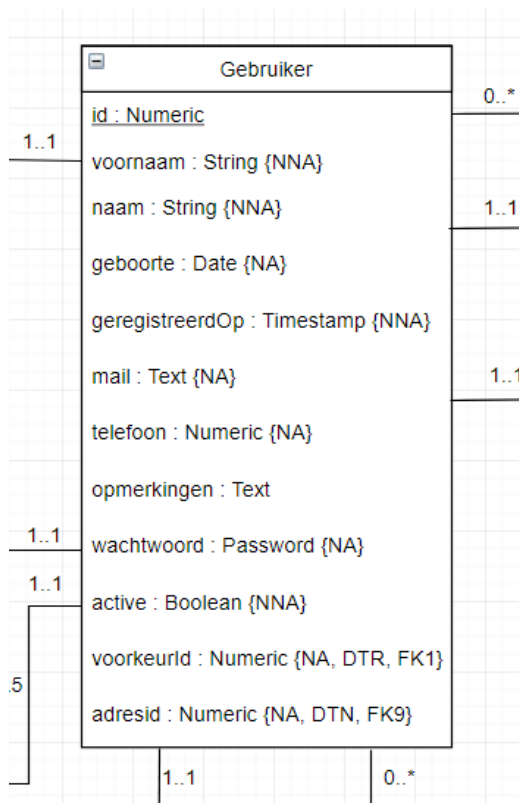 Gebruiker
0..*
id : Numeric
1..1
voornaam : String {NNA}
naam : String {NNA}
1..1
geboorte : Date {NA}
geregistreerdOp : Timestamp {NNA}
mail : Text {NA}
1..1
telefoon : Numeric {NA}
opmerkingen : Text
1..1
wachtwoord : Password {NA}
1..1
active : Boolean {NNA}
voorkeurId : Numeric {NA, DTR, FK1}
.5
adresid : Numeric {NA, DTN, FK9}
1..1
0..*